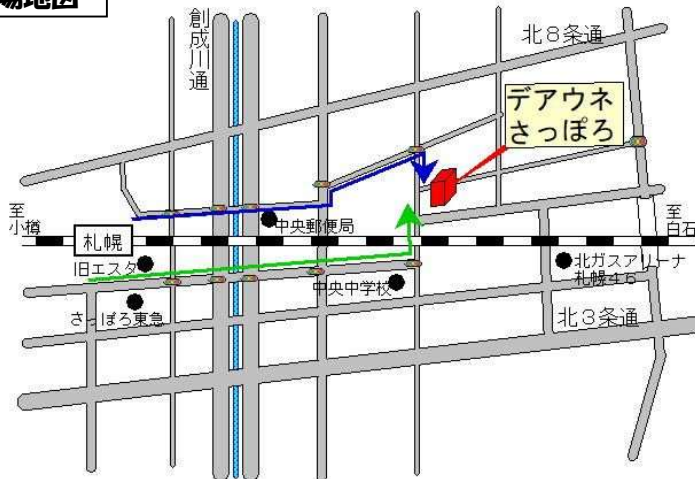 場地図
創成川通
北8条通
デアウネ
さっぽろ
至
小樽
札幌
中央郵便局
至
白石
旧エスタ
北ガスアリーナ
札幌46
中央中学校
さっぽろ東急
北3条通